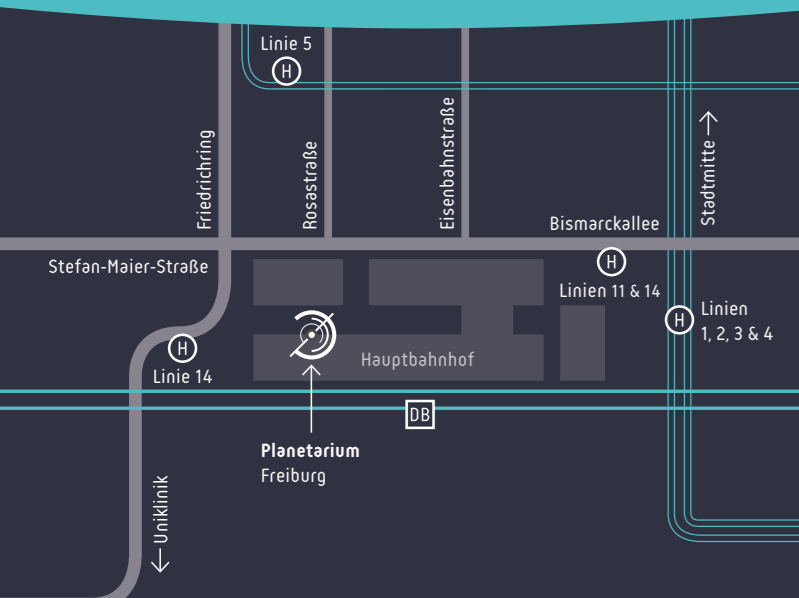 Linie 5
H
Friedrichring
Rosastraße
Eisenbahnstraße
Stadtmitte
Bismarckallee
Stefan-Maier-Straße
H
Linien 11 & 14
H
Linien
1, 2, 3 & 4
H
Linie 14
Hauptbahnhof
DB
Planetarium
Freiburg
Uniklinik